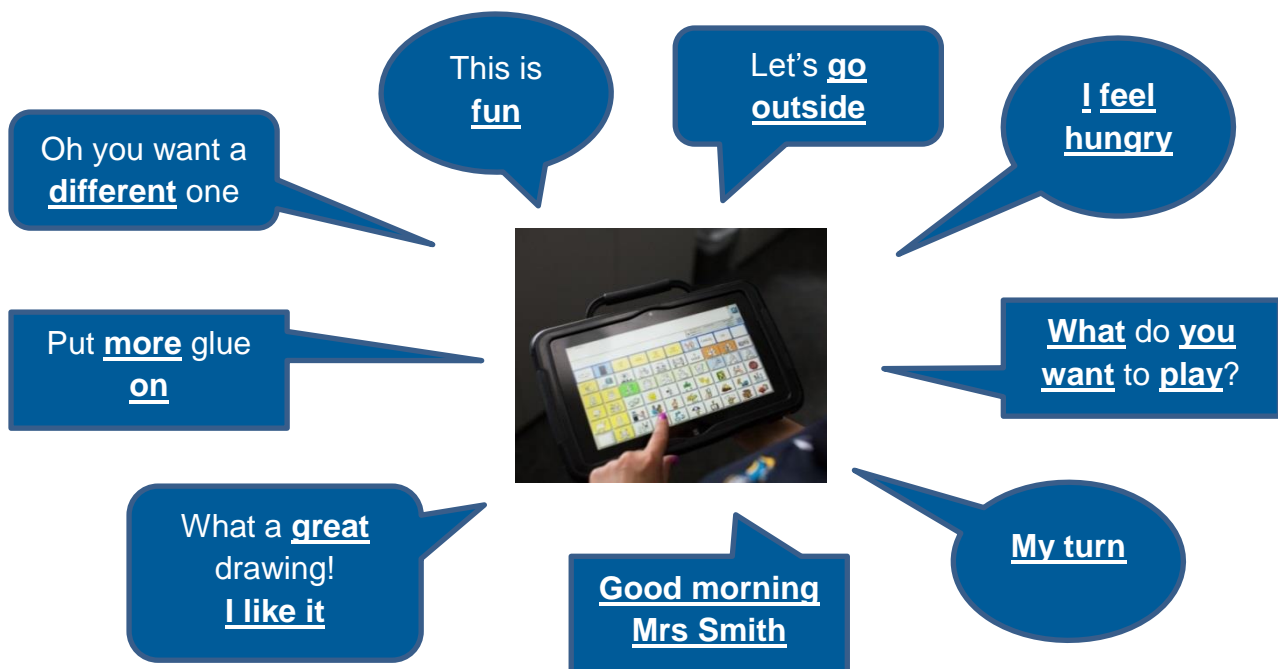 This is
fun
Let's go
outside
I feel
hungry
Oh you want a
different one
Put more glue
on
What do you
want to play?
What a great
drawing!
I like it
Good morning
Mrs Smith
My turn